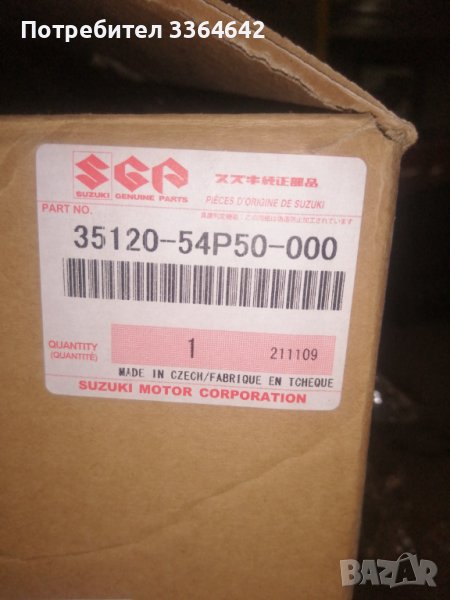 Потребител 3364642
SGP
SUZUKI GENUINE PARTS
スズキ純正部品
PIÈCES D'ORIGINE DE SUZUKI
PART NO.
35120-54P50-000
QUANTITY
(QUANTITÉ)
1
211109
MADE IN CZECH/FABRIQUE EN TCHEQUE
SUZUKI MOTOR CORPORATION
BAZAR